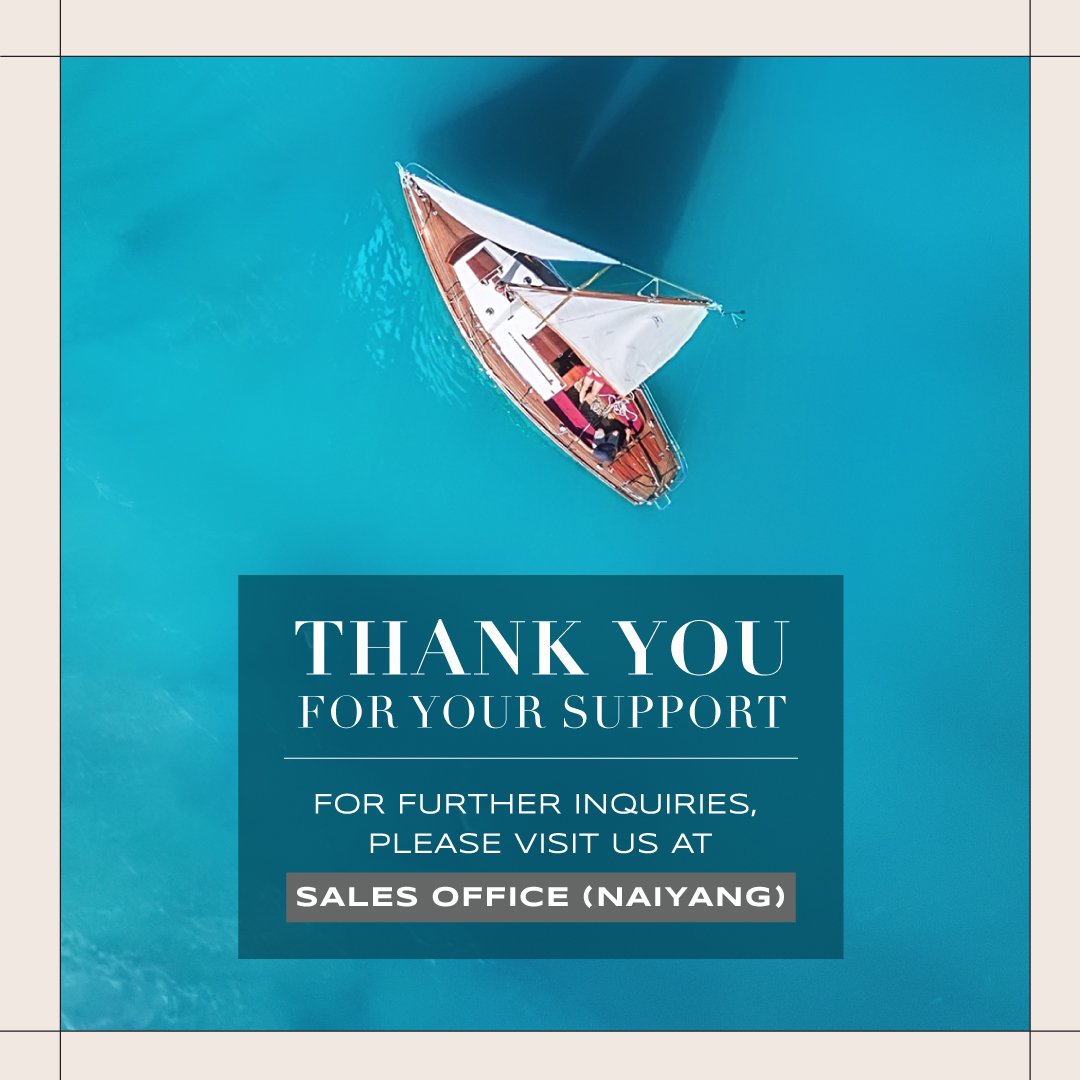 THANK YOU
FOR YOUR SUPPORT
FOR FURTHER INQUIRIES,
PLEASE VISIT US AT
SALES OFFICE (NAIYANG)